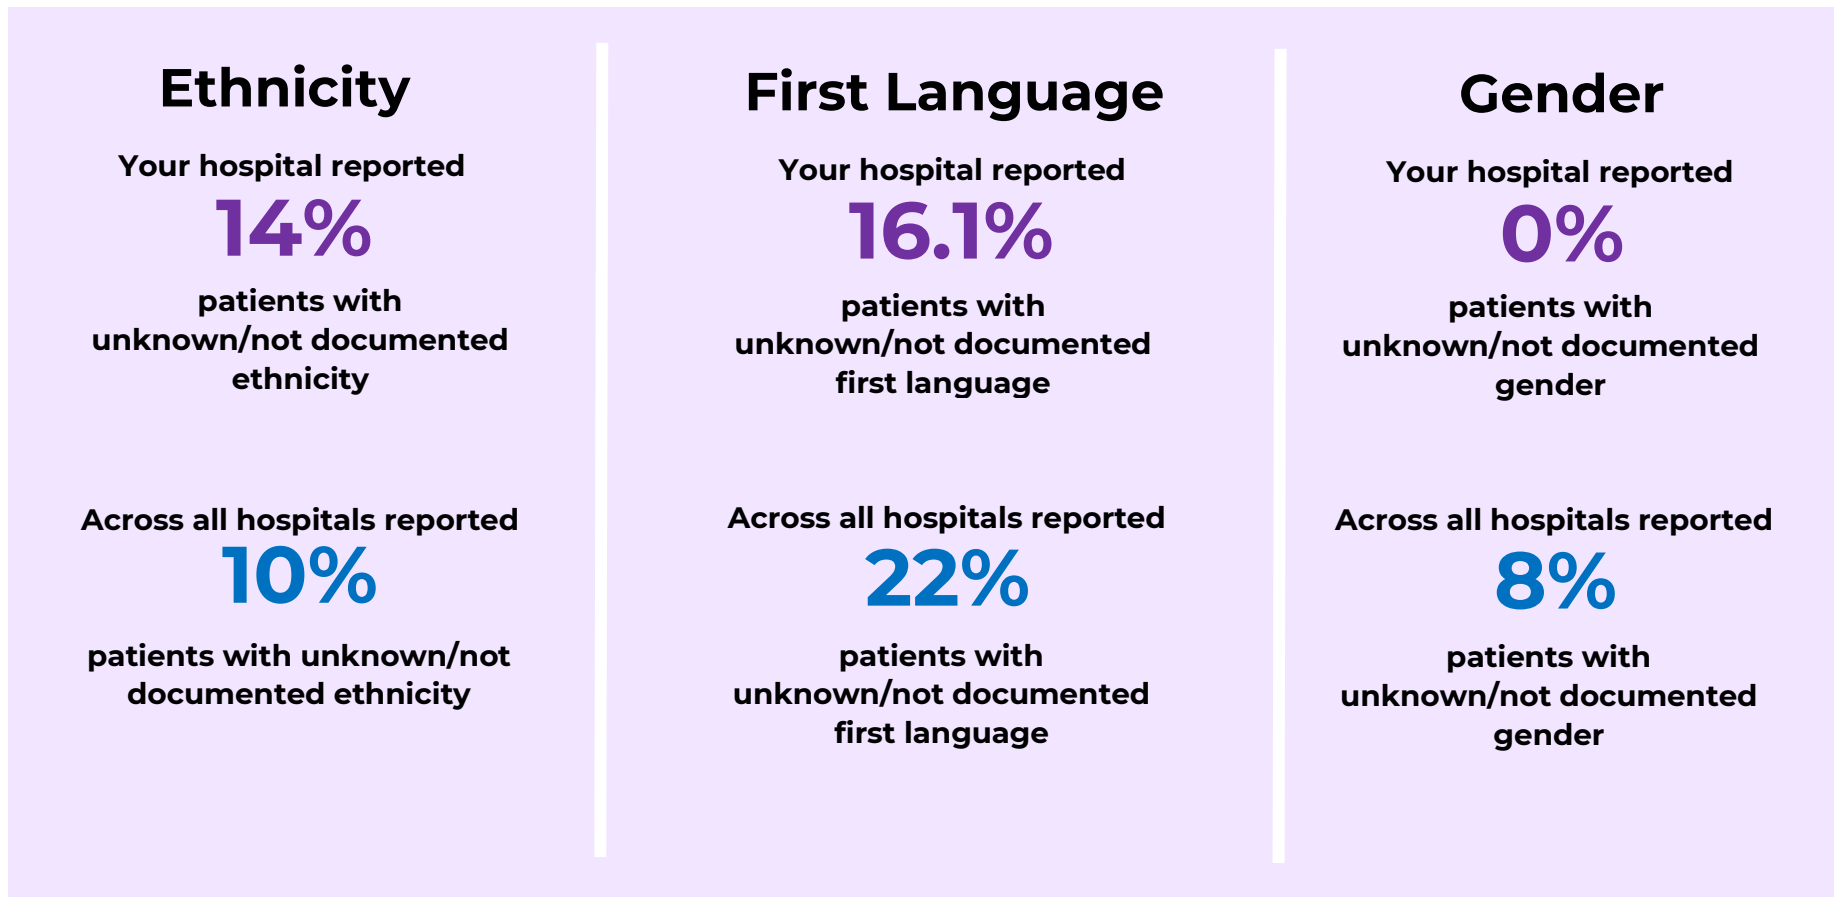 Ethnicity
Your hospital reported
14%
patients with
unknown/not documented
ethnicity
Across all hospitals reported
10%
patients with unknown/not
documented ethnicity
First Language
Your hospital reported
16.1%
patients with
unknown/not documented
first language
Across all hospitals reported
22%
patients with
unknown/not documented
first language
Gender
Your hospital reported
0%
patients with
unknown/not documented
gender
Across all hospitals reported
8%
patients with
unknown/not documented
gender